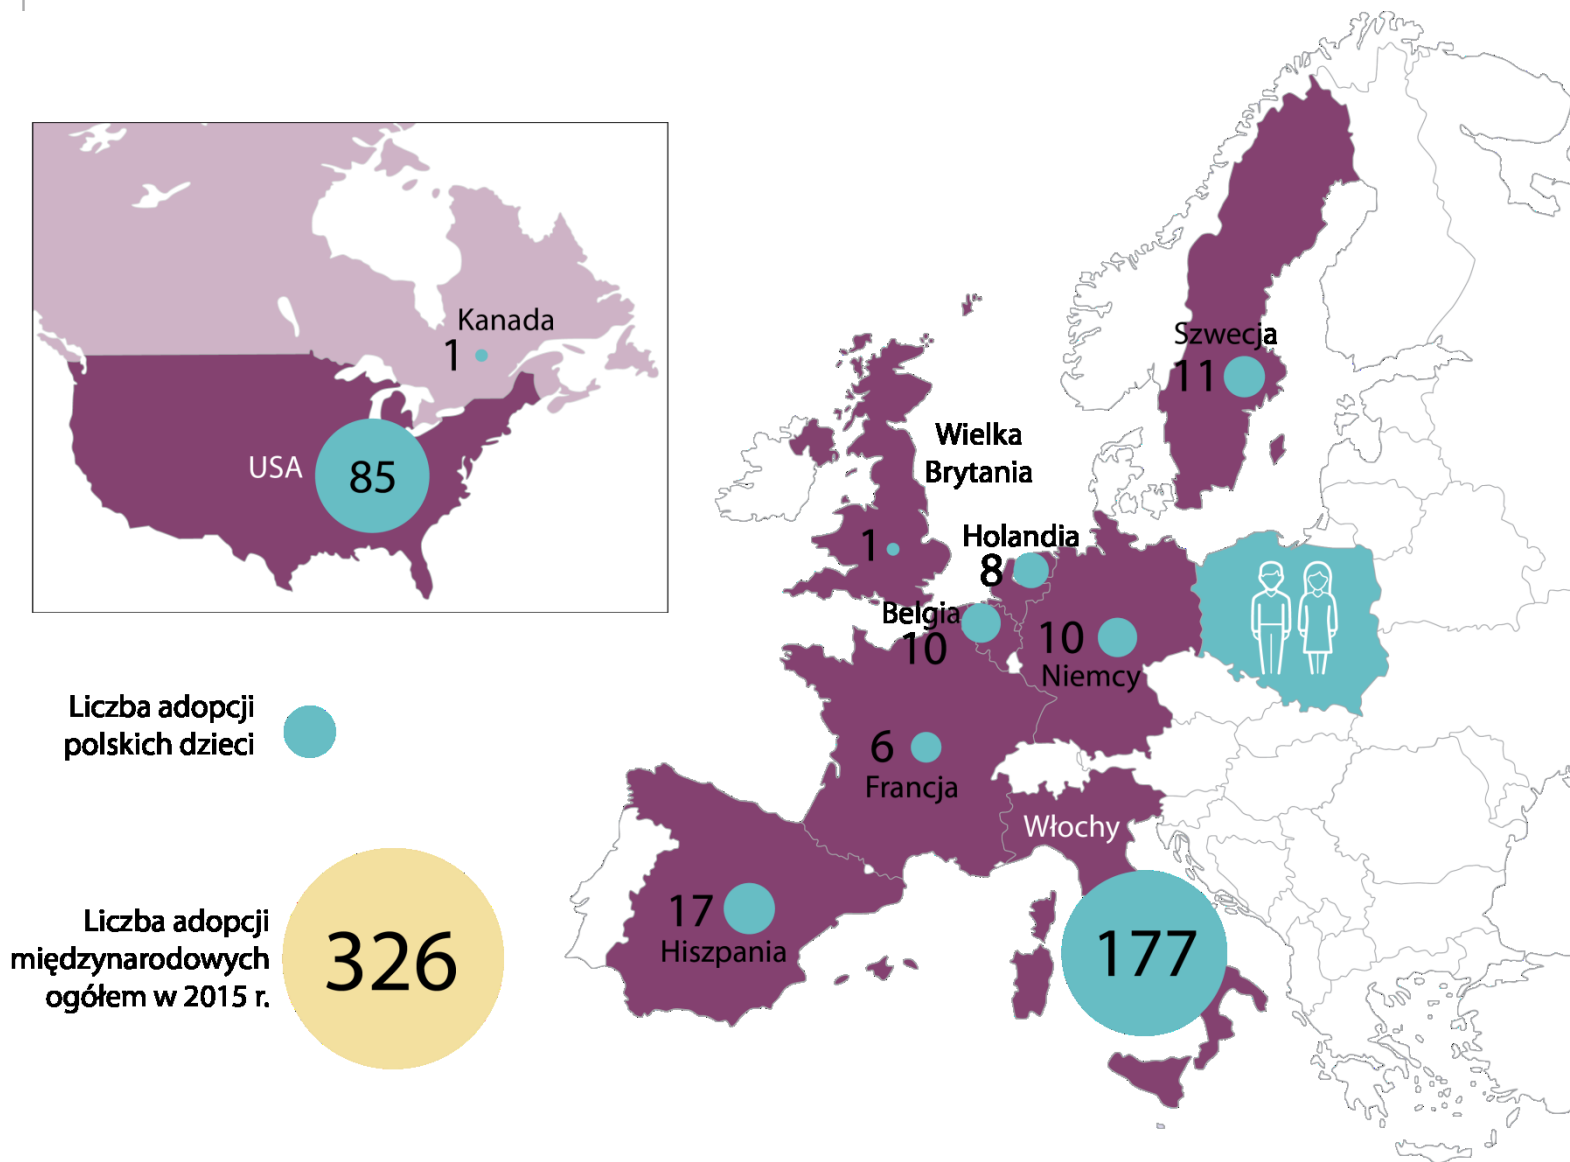 Kanada
1
USA
85
Szwecja
11
Wielka
Brytania
1
Holandia
8
Belgia
10
10
Niemcy
6
Francja
Włochy
177
17
Hiszpania
Liczba adopcji
polskich dzieci
Liczba adopcji
międzynarodowych
ogółem w 2015 r.
326